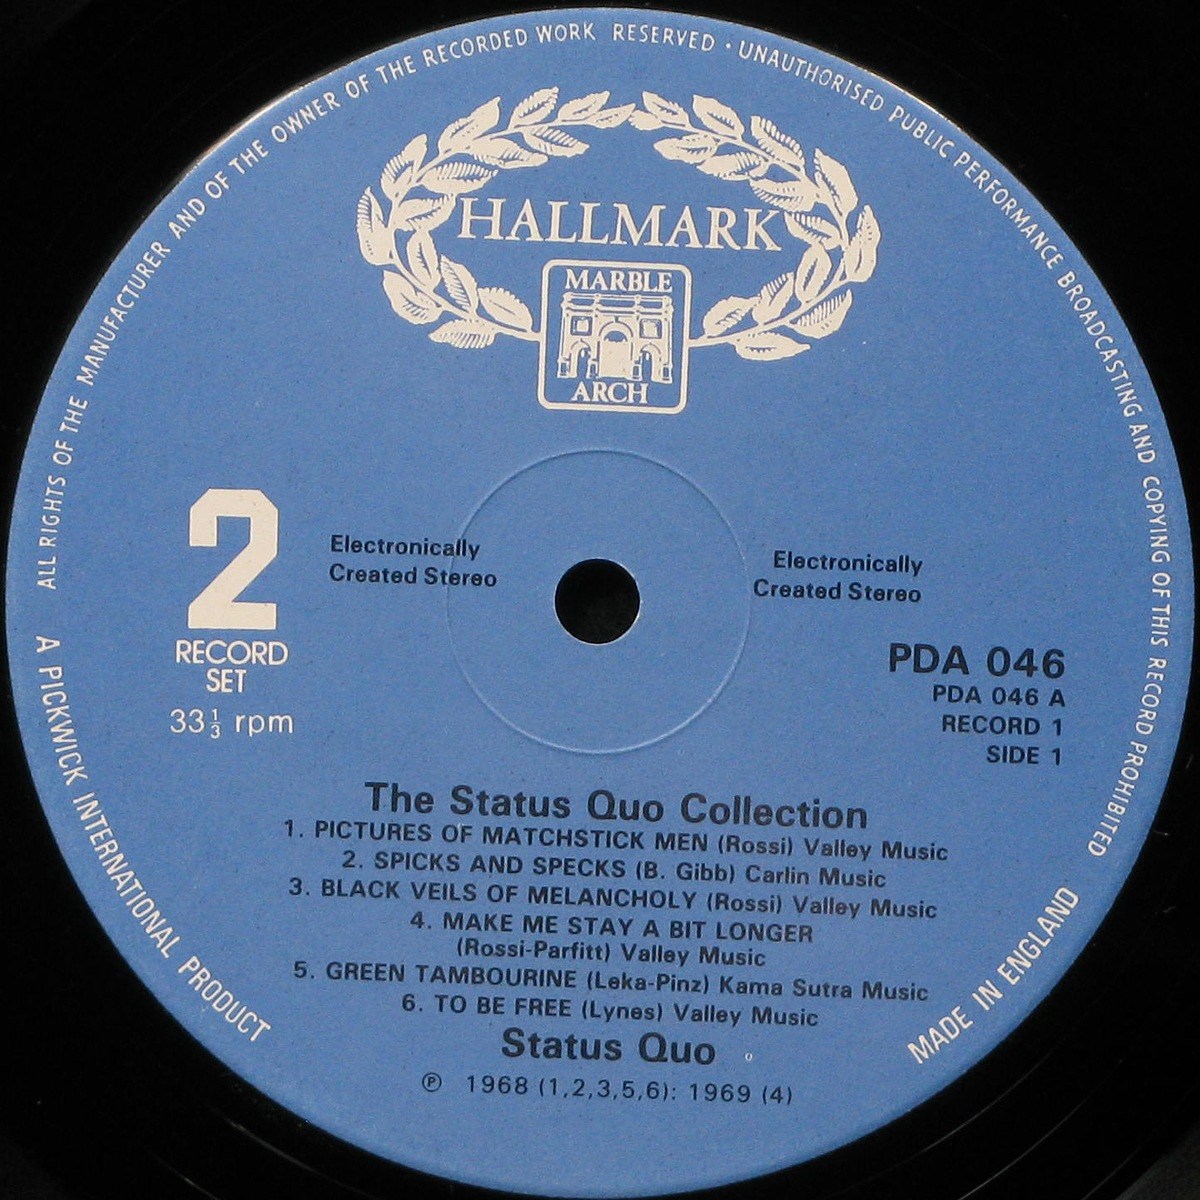 ALL RIGHTS OF THE MANUFACTURER AND OF THE OWNER OF THE RECORDED WORK RESERVED · UNAUTHORISED PUBLIC PERFORMANCE BROADCASTING AND COPYING OF THIS RECORD PROHIBITED
HALLMARK
MARBLE
ARCH
2
RECORD
SET
33⅓ rpm
Electronically
Created Stereo
Electronically
Created Stereo
PDA 046
PDA 046 A
RECORD 1
SIDE 1
The Status Quo Collection
1. PICTURES OF MATCHSTICK MEN (Rossi) Valley Music
2. SPICKS AND SPECKS (B. Gibb) Carlin Music
3. BLACK VEILS OF MELANCHOLY (Rossi) Valley Music
4. MAKE ME STAY A BIT LONGER
(Rossi-Parfitt) Valley Music
5. GREEN TAMBOURINE (Leka-Pinz) Kama Sutra Music
6. TO BE FREE (Lynes) Valley Music
Status Quo
℗ 1968 (1,2,3,5,6): 1969 (4)
A PICKWICK INTERNATIONAL PRODUCT
MADE IN ENGLAND